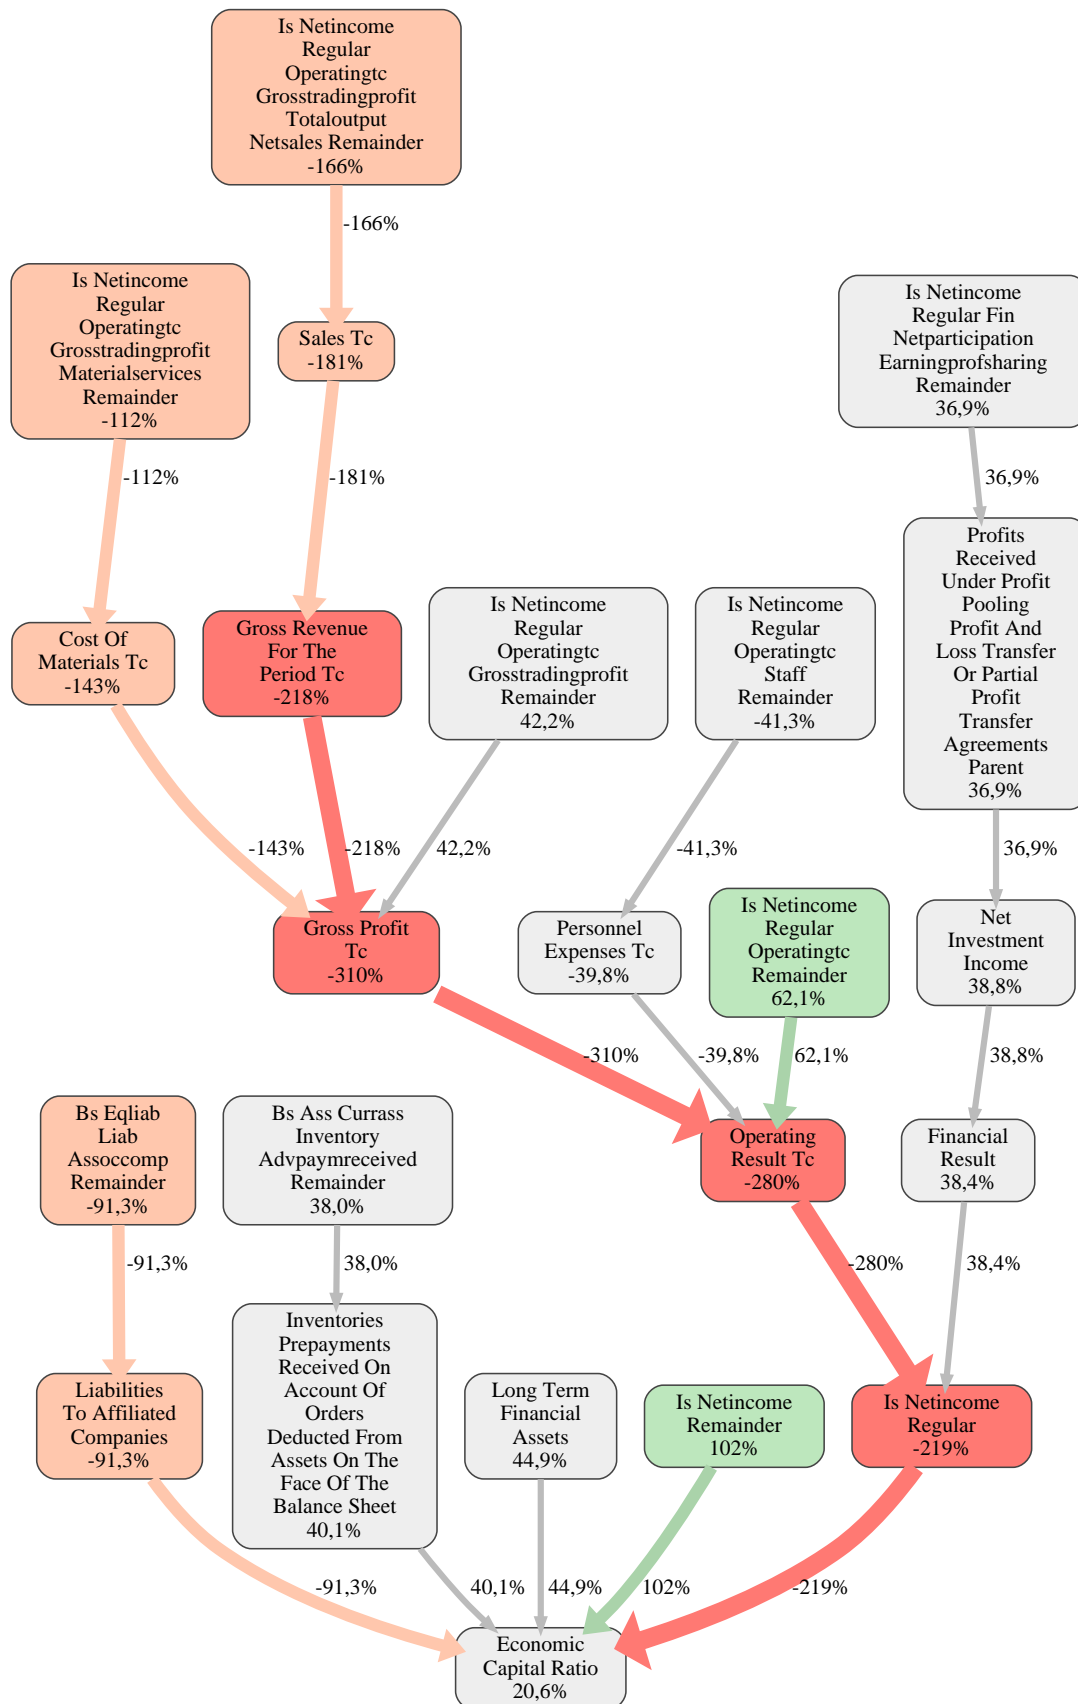 Is Netincome
Regular
Operatingtc
Grosstradingprofit
Totaloutput
Netsales Remainder
-166%
-166%
Is Netincome
Regular
Operatingtc
Grosstradingprofit
Materialservices
Remainder
-112%
Sales Tc
-181%
Is Netincome
Regular Fin
Netparticipation
Earningprofsharing
Remainder
36,9%
-112%
-181%
36,9%
Cost Of
Materials Tc
-143%
Gross Revenue
For The
Period Tc
-218%
Is Netincome
Regular
Operatingtc
Grosstradingprofit
Remainder
42,2%
Is Netincome
Regular
Operatingtc
Staff
Remainder
-41,3%
Profits
Received
Under Profit
Pooling
Profit And
Loss Transfer
Or Partial
Profit
Transfer
Agreements
Parent
36,9%
-143%
-218%
42,2%
-41,3%
36,9%
Gross Profit
Tc
-310%
Personnel
Expenses Tc
-39,8%
Is Netincome
Regular
Operatingtc
Remainder
62,1%
Net
Investment
Income
38,8%
-310%
-39,8%
62,1%
38,8%
Bs Eqliab
Liab
Assoccomp
Remainder
-91,3%
Bs Ass Currass
Inventory
Advpaymreceived
Remainder
38,0%
Operating
Result Tc
-280%
Financial
Result
38,4%
-91,3%
38,0%
-280%
38,4%
Liabilities
To Affiliated
Companies
-91,3%
Inventories
Prepayments
Received On
Account Of
Orders
Deducted From
Assets On The
Face Of The
Balance Sheet
40,1%
Long Term
Financial
Assets
44,9%
Is Netincome
Remainder
102%
Is Netincome
Regular
-219%
-91,3%
40,1%
44,9%
102%
-219%
Economic
Capital Ratio
20,6%